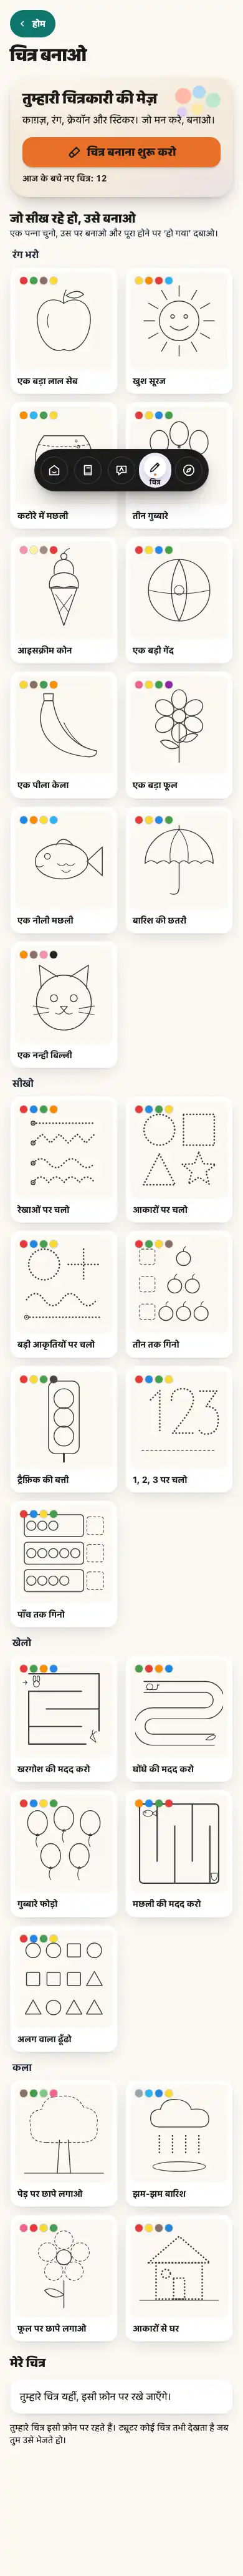 होम
चित्र बनाओ
तुम्हारी चित्रकारी की मेज़
काग़ज़, रंग, क्रेयॉन और स्टिकर। जो मन करे, बनाओ।
चित्र बनाना शुरू करो
आज के बचे नए चित्र: 12
जो सीख रहे हो, उसे बनाओ
एक पन्ना चुनो, उस पर बनाओ और पूरा होने पर 'हो गया' दबाओ।
रंग भरो
एक बड़ा लाल सेब
खुश सूरज
चित्र
कटोरे में मछली
तीन गुब्बारे
आइसक्रीम कोन
एक बड़ी गेंद
एक पीला केला
एक बड़ा फूल
एक नीली मछली
बारिश की छतरी
एक नन्ही बिल्ली
सीखो
रेखाओं पर चलो
आकारों पर चलो
बड़ी आकृतियों पर चलो
तीन तक गिनो
123
ट्रैफ़िक की बत्ती
1, 2, 3 पर चलो
पाँच तक गिनो
खेलो
खरगोश की मदद करो
घोंघे की मदद करो
गुब्बारे फोड़ो
मछली की मदद करो
अलग वाला ढूँढो
कला
पेड़ पर छापे लगाओ
झम-झम बारिश
फूल पर छापे लगाओ
आकारों से घर
मेरे चित्र
तुम्हारे चित्र यहीं, इसी फ़ोन पर रखे जाएँगे।
तुम्हारे चित्र इसी फ़ोन पर रहते हैं। ट्यूटर कोई चित्र तभी देखता है जब
तुम उसे भेजते हो।